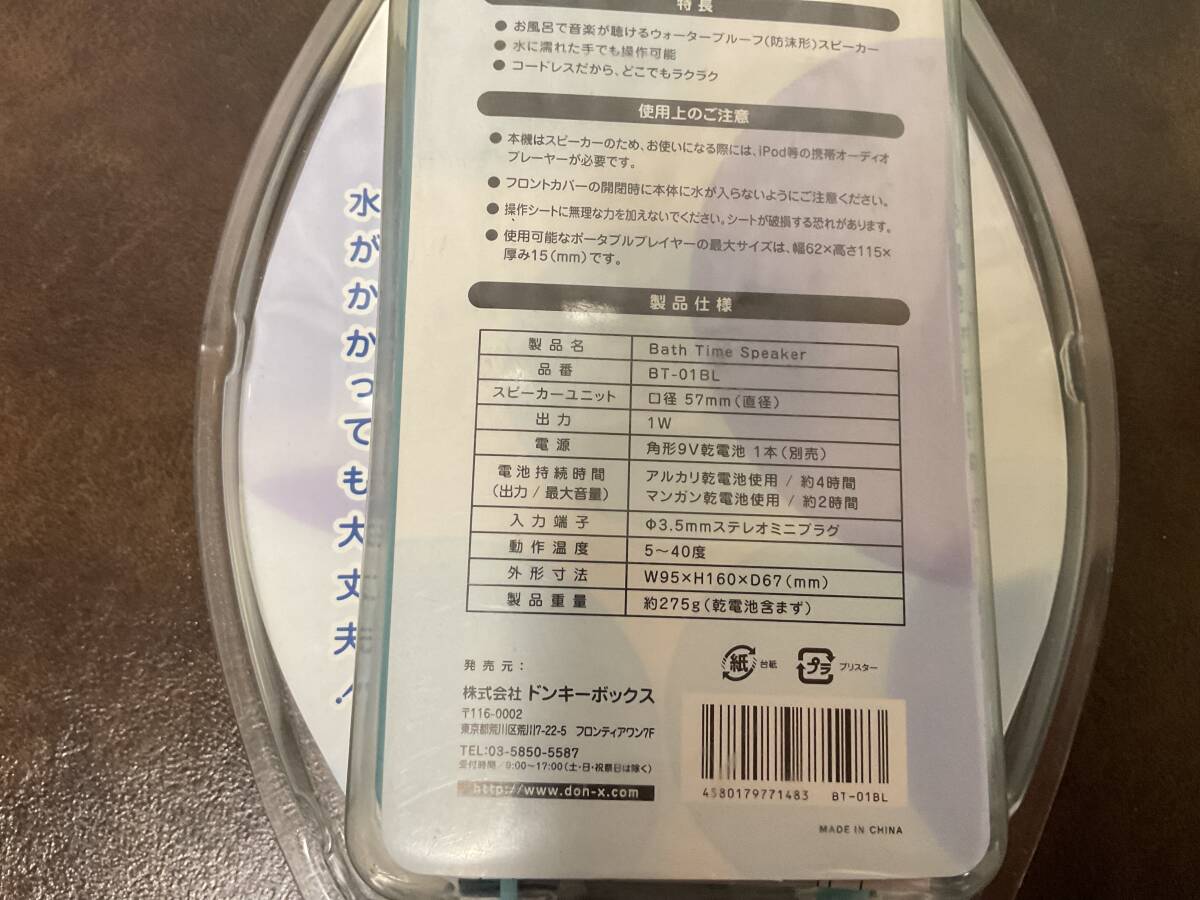 特長
● お風呂で音楽が聴けるウォータープルーフ(防沫形)スピーカー
● 水に濡れた手でも操作可能
● コードレスだから、どこでもラクラク
使用上のご注意
● 本機はスピーカーのため、お使いになる際には、iPod等の携帯オーディオ
プレーヤーが必要です。
● フロントカバーの開閉時に本体に水が入らないようにご注意ください。
● 操作シートに無理な力を加えないでください。シートが破損する恐れがあります。
● 使用可能なポータブルプレイヤーの最大サイズは、幅62×高さ115×
厚み15(mm)です。
製品仕様
製品名 Bath Time Speaker
品番 BT-01BL
スピーカーユニット 口径 57mm(直径)
出力 1W
電源 角形9V乾電池 1本(別売)
電池持続時間 アルカリ乾電池使用 / 約4時間
(出力 / 最大音量) マンガン乾電池使用 / 約2時間
入力端子 Φ3.5mmステレオミニプラグ
動作温度 5〜40度
外形寸法 W95×H160×D67(mm)
製品重量 約275g(乾電池含まず)
発売元:
株式会社 ドンキーボックス
〒116-0002
東京都荒川区荒川7-22-5 フロンティアワン7F
TEL:03-5850-5587
受付時間/9:00〜17:00(土・日・祝祭日は除く)
http://www.don-x.com
紙 台紙
プラ ブリスター
4580179771483 BT-01BL
MADE IN CHINA
水がかかっても大丈夫!